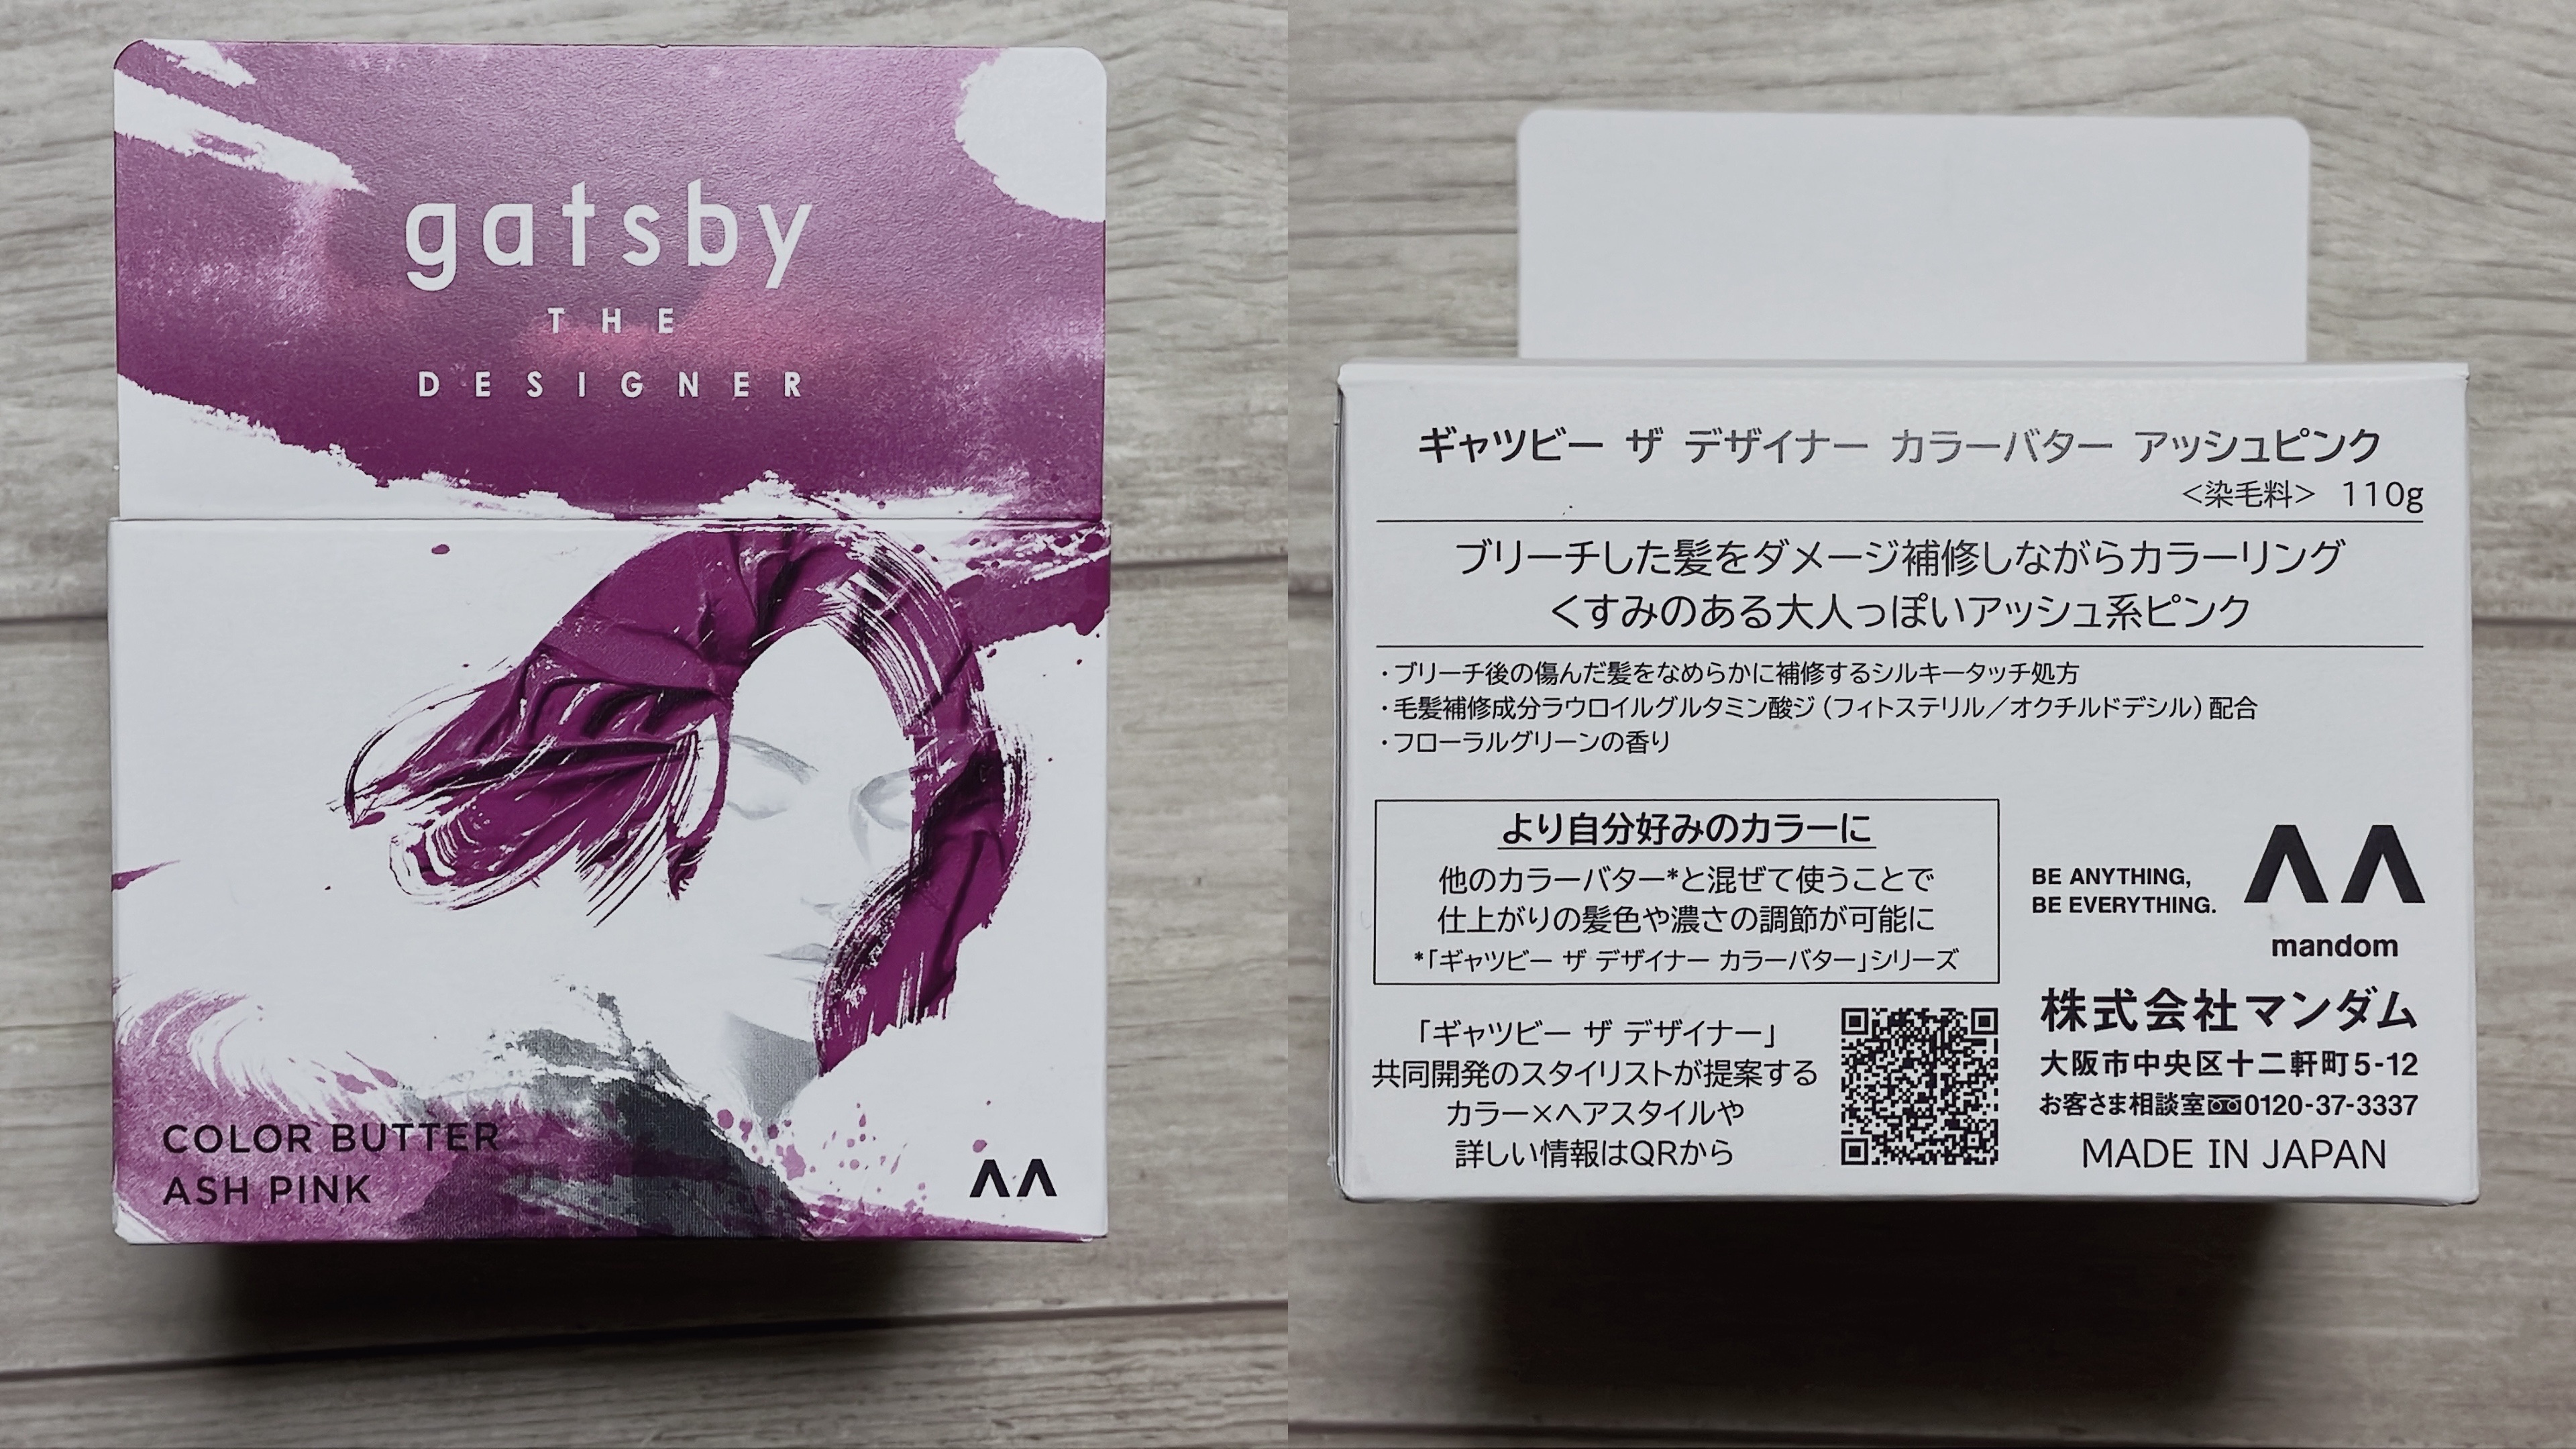 gatsby
THE
DESIGNER
COLOR BUTTER
ASH PINK
ギャツビー ザ デザイナー カラーバター アッシュピンク
＜染毛料＞ 110g
ブリーチした髪をダメージ補修しながらカラーリング
くすみのある大人っぽいアッシュ系ピンク
・ブリーチ後の傷んだ髪をなめらかに補修するシルキータッチ処方
・毛髪補修成分ラウロイルグルタミン酸ジ（フィトステリル／オクチルドデシル）配合
・フローラルグリーンの香り
より自分好みのカラーに
他のカラーバター*と混ぜて使うことで
仕上がりの髪色や濃さの調節が可能に
*「ギャツビー ザ デザイナー カラーバター」シリーズ
「ギャツビー ザ デザイナー」
共同開発のスタイリストが提案する
カラー×ヘアスタイルや
詳しい情報はQRから
BE ANYTHING,
BE EVERYTHING.
mandom
株式会社マンダム
大阪市中央区十二軒町5-12
お客さま相談室0120-37-3337
MADE IN JAPAN